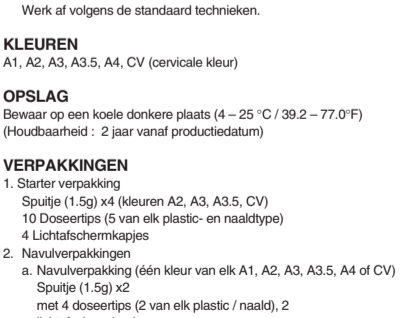 Werk af volgens de standaard technieken.
KLEUREN
A1, A2, A3, A3.5, A4, CV (cervicale kleur)
OPSLAG
Bewaar op een koele donkere plaats (4 – 25 °C / 39.2 – 77.0°F)
(Houdbaarheid : 2 jaar vanaf productiedatum)
VERPAKKINGEN
1. Starter verpakking
Spuitje (1.5g) x4 (kleuren A2, A3, A3.5, CV)
10 Doseertips (5 van elk plastic- en naaldtype)
4 Lichtafschermkapjes
2. Navulverpakkingen
a. Navulverpakking (één kleur van elk A1, A2, A3, A3.5, A4 of CV)
Spuitje (1.5g) x2
met 4 doseertips (2 van elk plastic / naald), 2